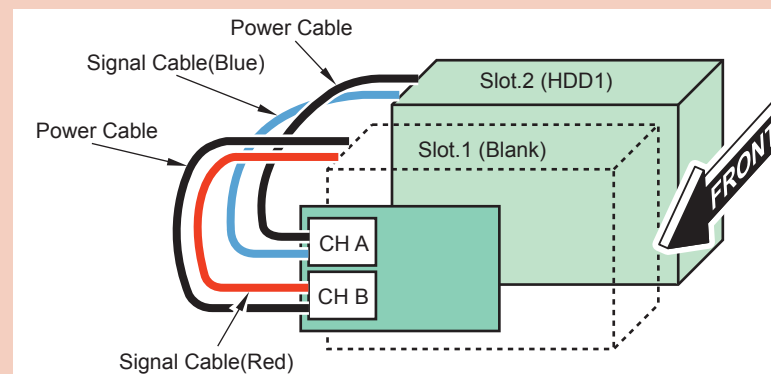 Power Cable
Signal Cable(Blue)
Slot.2 (HDD1)
Power Cable
Slot.1 (Blank)
FRONT
CH A
CH B
Signal Cable(Red)